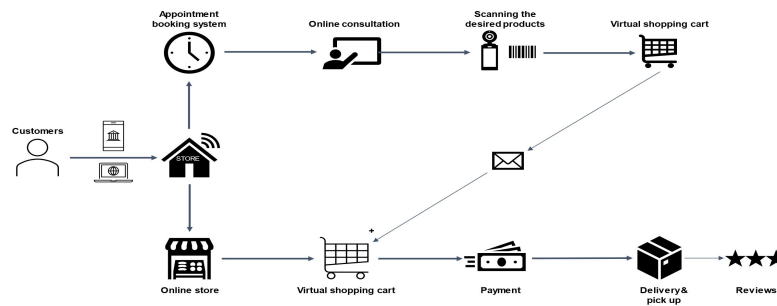 Appointment
booking system
Online consultation
Scanning the
desired products
Virtual shopping cart
Customers
STORE
+
Online store
Virtual shopping cart
Payment
Delivery &
pick up
Reviews